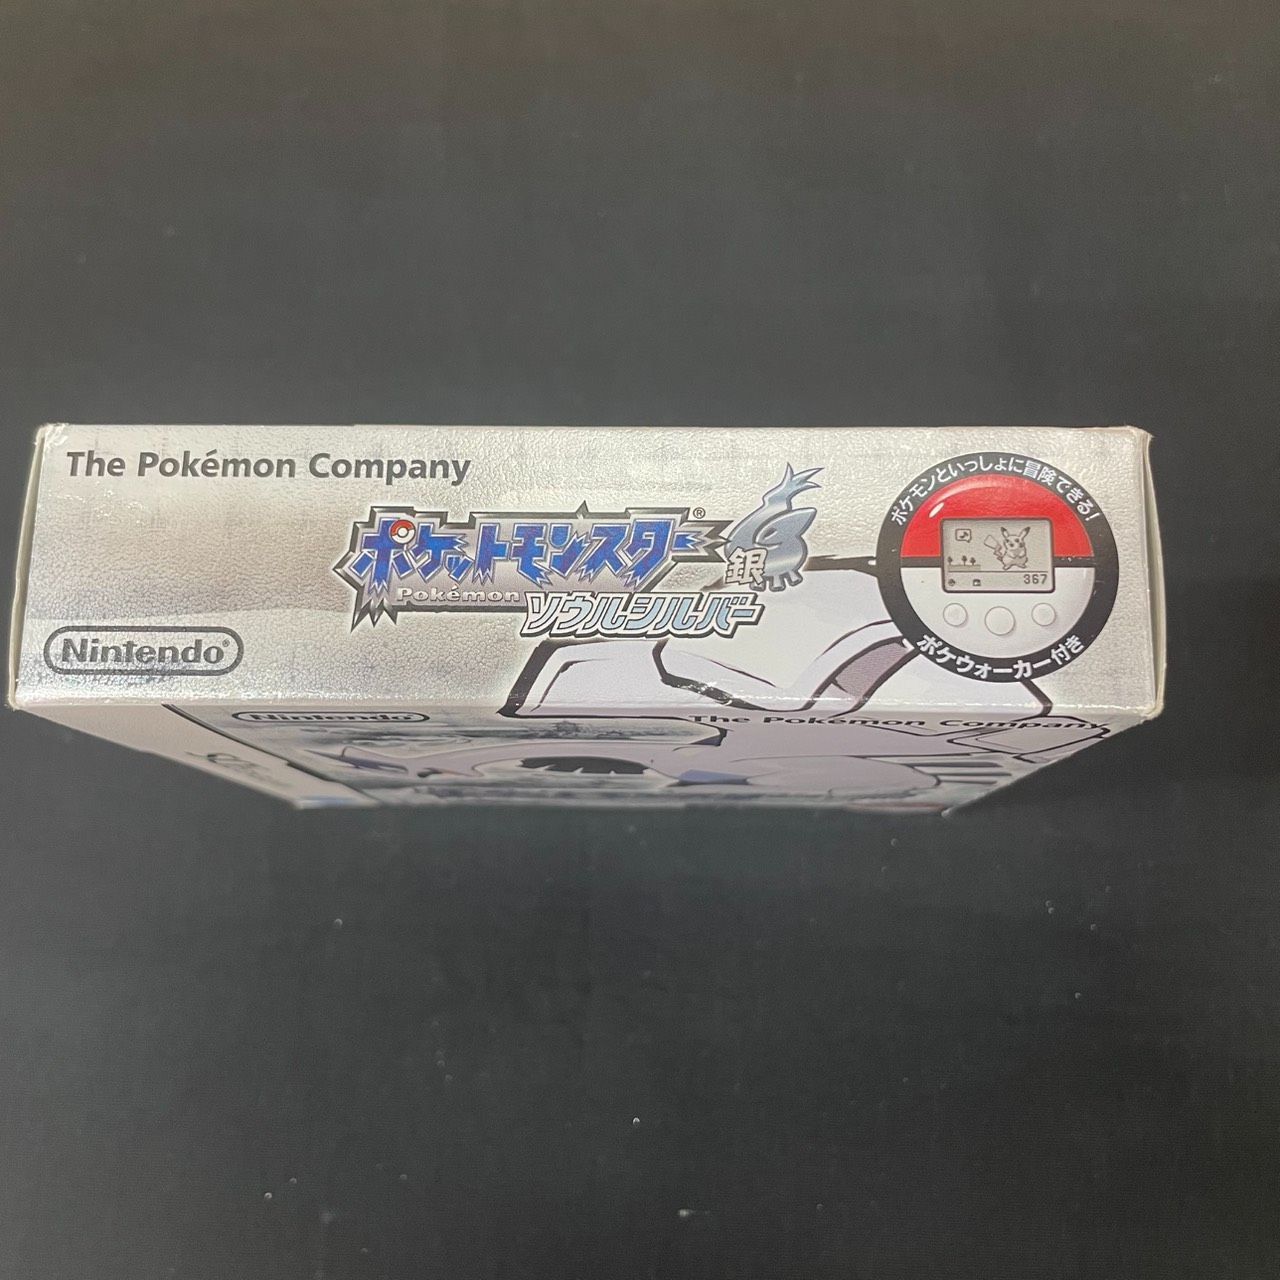 The Pokémon Company
ポケットモンスター®
Pokémon
銀
ソウルシルバー
Nintendo®
ポケモンといっしょに冒険できる!
367
ポケウォーカー付き
Nintendo®
The Pokémon Company